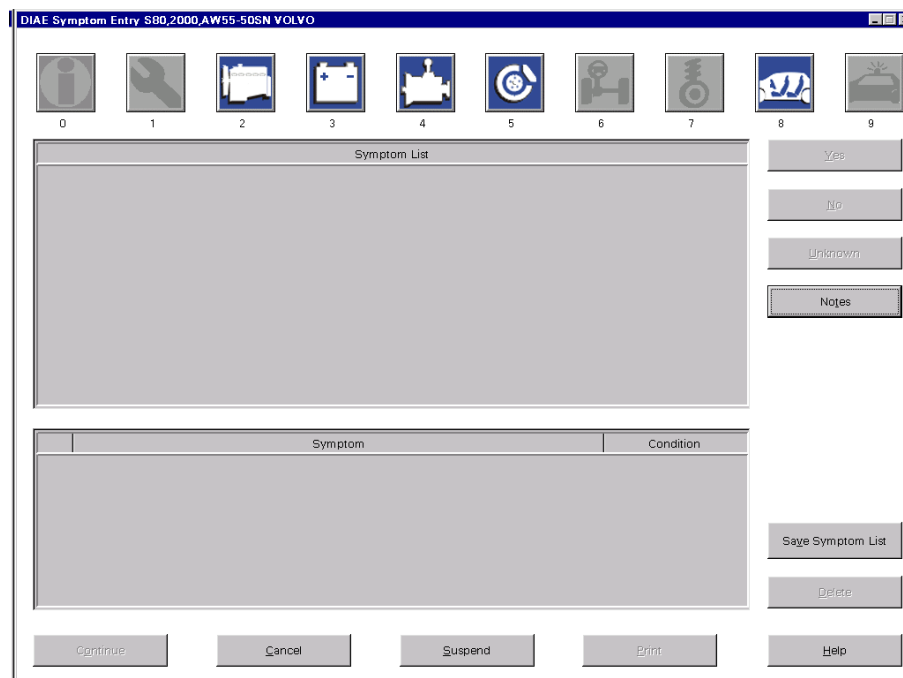 DIAE Symptom Entry S80,2000,AW55-50SN VOLVO
0 1 2 3 4 5 6 7 8 9
Symptom List
Yes
No
Unknown
Notes
Symptom Condition
Save Symptom List
Delete
Continue Cancel Suspend Print Help